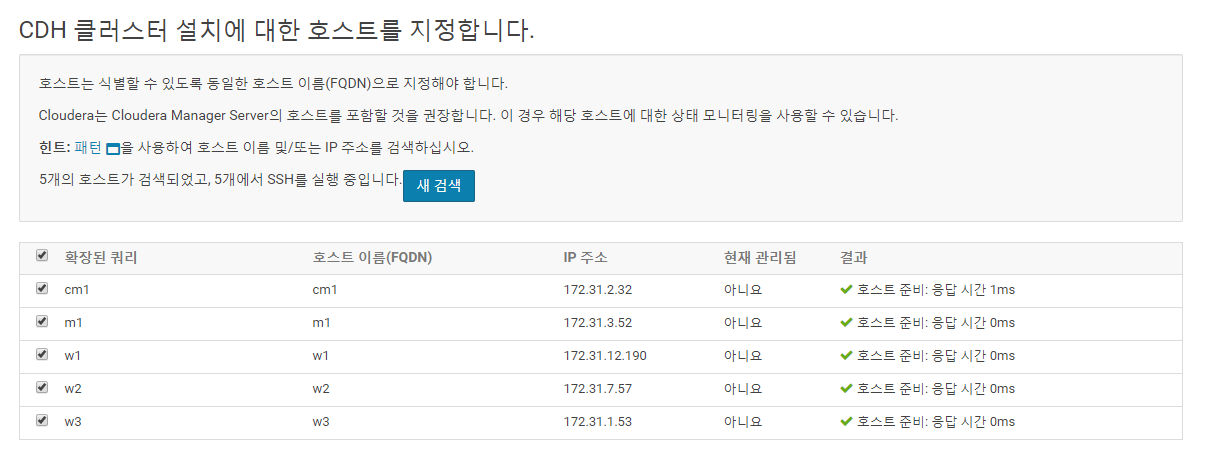 CDH 클러스터 설치에 대한 호스트를 지정합니다.
호스트는 식별할 수 있도록 동일한 호스트 이름(FQDN)으로 지정해야 합니다.
Cloudera는 Cloudera Manager Server의 호스트를 포함할 것을 권장합니다. 이 경우 해당 호스트에 대한 상태 모니터링을 사용할 수 있습니다.
힌트: 패턴 을 사용하여 호스트 이름 및/또는 IP 주소를 검색하십시오.
5개의 호스트가 검색되었고, 5개에서 SSH를 실행 중입니다. 새 검색
확장된 쿼리 호스트 이름(FQDN) IP 주소 현재 관리됨 결과
cm1 cm1 172.31.2.32 아니요 호스트 준비: 응답 시간 1ms
m1 m1 172.31.3.52 아니요 호스트 준비: 응답 시간 0ms
w1 w1 172.31.12.190 아니요 호스트 준비: 응답 시간 0ms
w2 w2 172.31.7.57 아니요 호스트 준비: 응답 시간 0ms
w3 w3 172.31.1.53 아니요 호스트 준비: 응답 시간 0ms